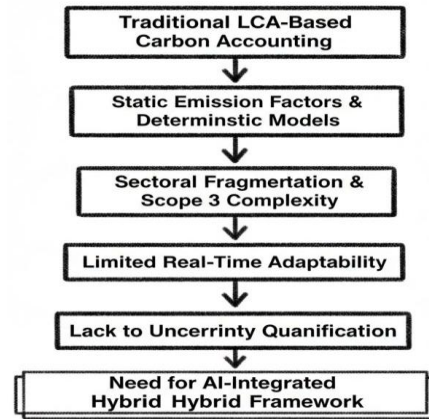 Traditional LCA-Based
Carbon Accounting
Static Emission Factors &
Determinstic Models
Sectoral Fragmertation &
Scope 3 Complexity
Limited Real-Time Adaptability
Lack to Uncerrinty Quanification
Need for AI-Integrated
Hybrid Hybrid Framework